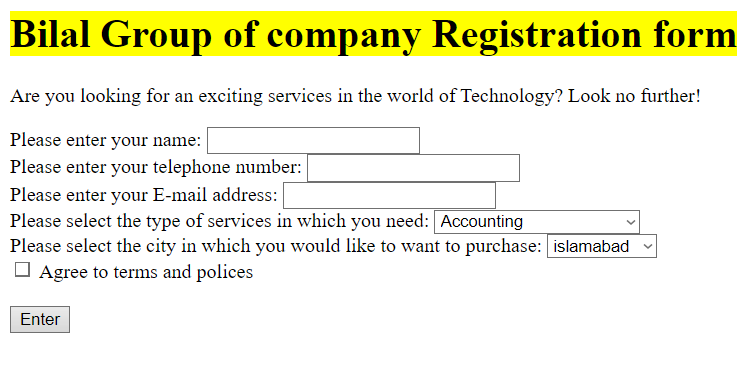 Bilal Group of company Registration form
Are you looking for an exciting services in the world of Technology? Look no further!
Please enter your name:
Please enter your telephone number:
Please enter your E-mail address:
Please select the type of services in which you need: Accounting
Please select the city in which you would like to want to purchase: islamabad
Agree to terms and polices
Enter